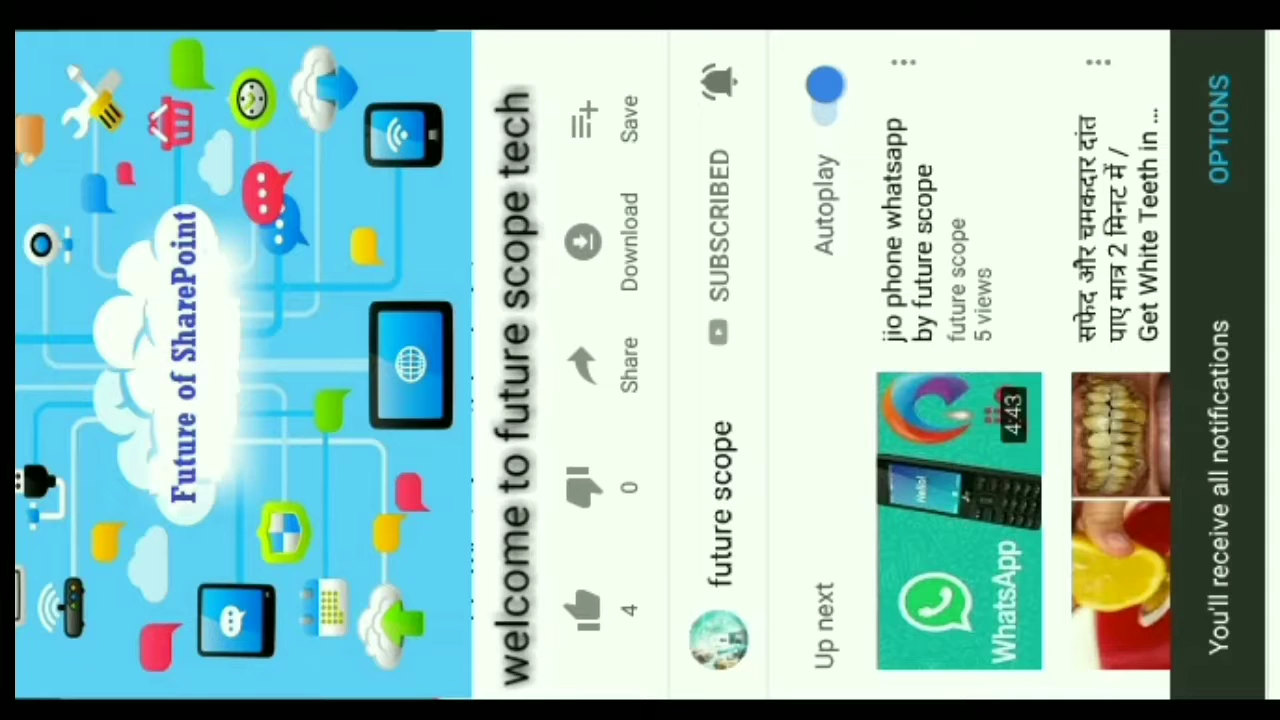 Future of SharePoint
welcome to future scope tech
4
0
Share
Download
Save
future scope
SUBSCRIBED
Up next
Autoplay
WhatsApp
Hello!
4:43
jio phone whatsapp
by future scope
future scope
5 views
सफेद और चमकदार दांत
पाए मात्र 2 मिनट में /
Get White Teeth in ...
You'll receive all notifications
OPTIONS